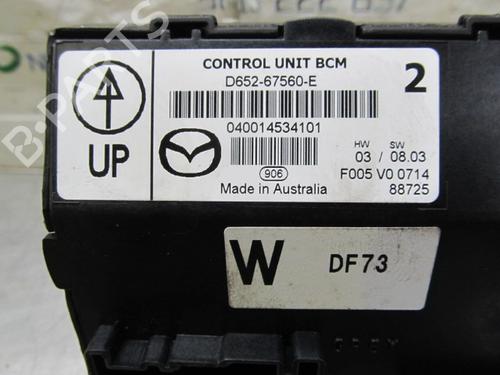 CONTROL UNIT BCM
2
D652-67560-E
UP
040014534101
HW SW
03 / 08.03
906
F005 V0 0714
Made in Australia
88725
W
DF73
B-PARTS